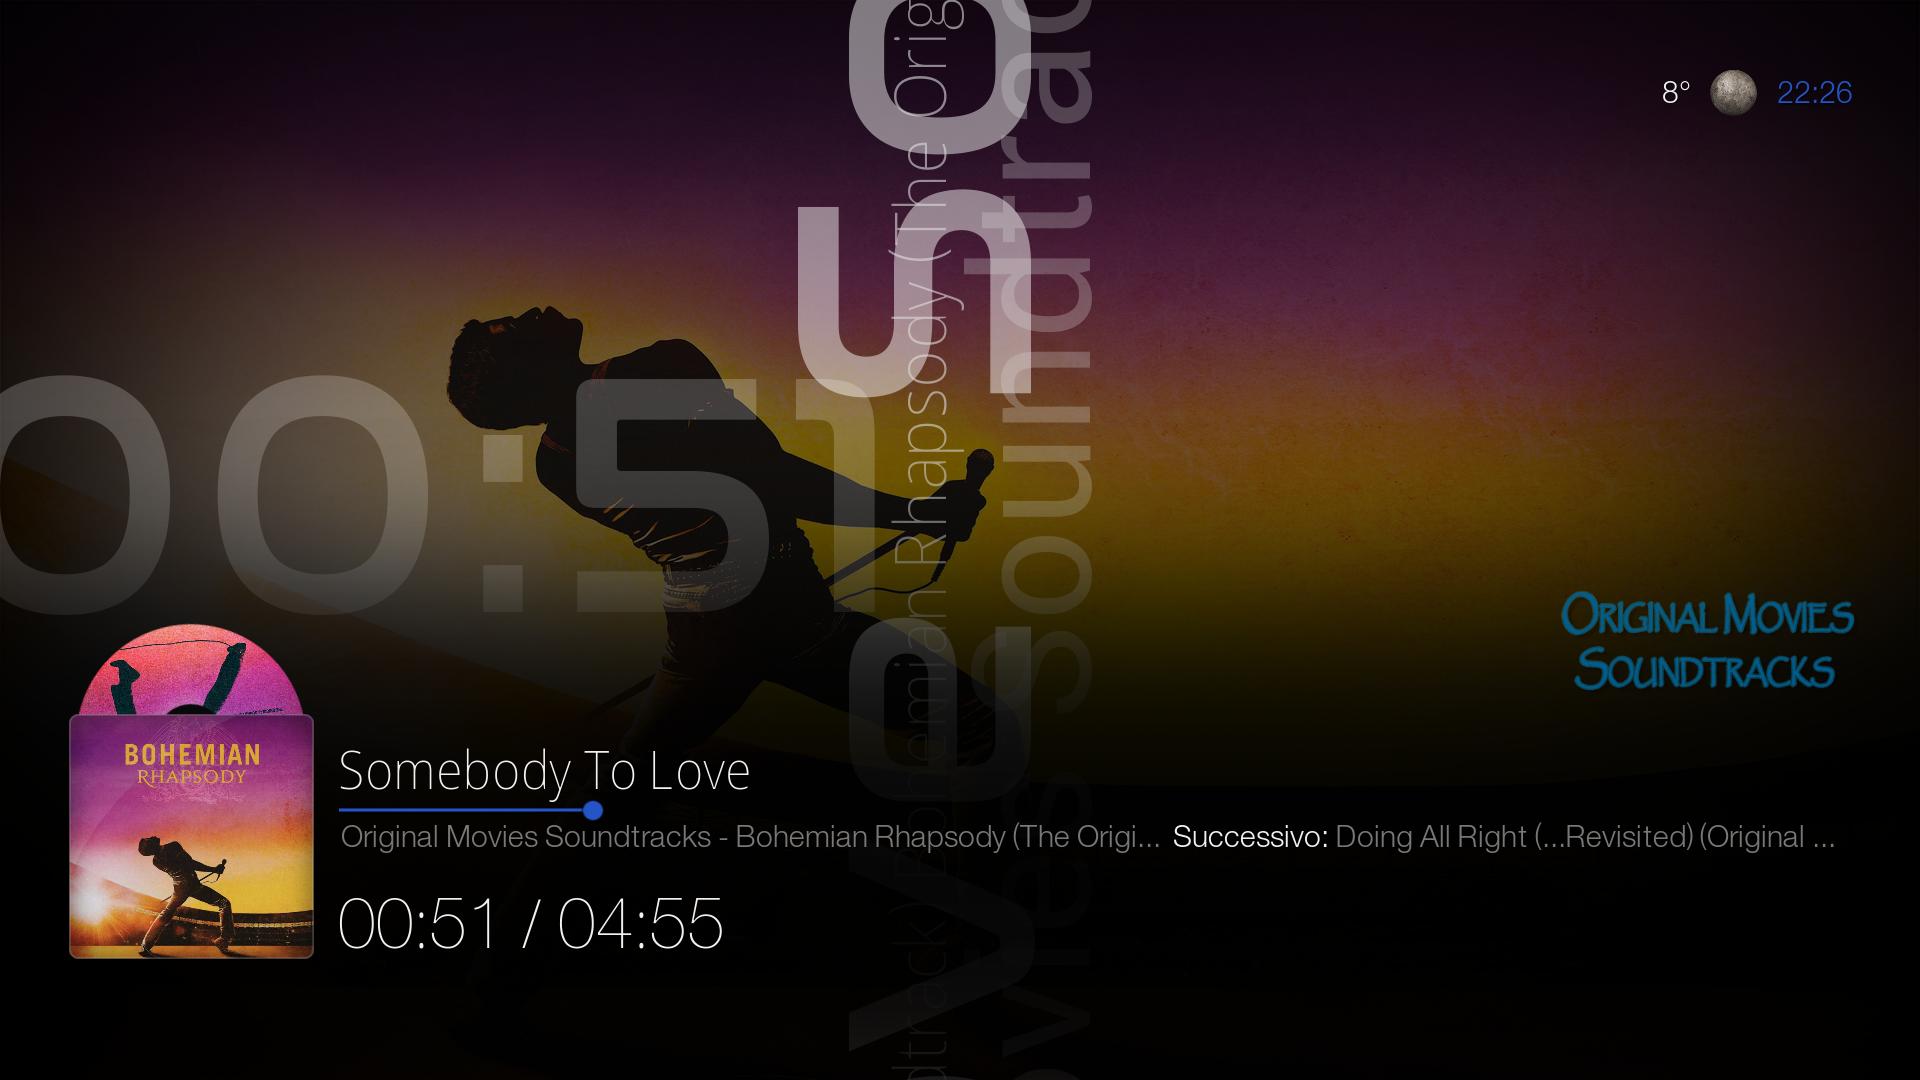 8° 22:26
00:51
Bohemian Rhapsody (The Orig
soundtrac
ORIGINAL MOVIES
SOUNDTRACKS
BOHEMIAN
RHAPSODY
Somebody To Love
Original Movies Soundtracks - Bohemian Rhapsody (The Origi... Successivo: Doing All Right (...Revisited) (Original ...
00:51 / 04:55